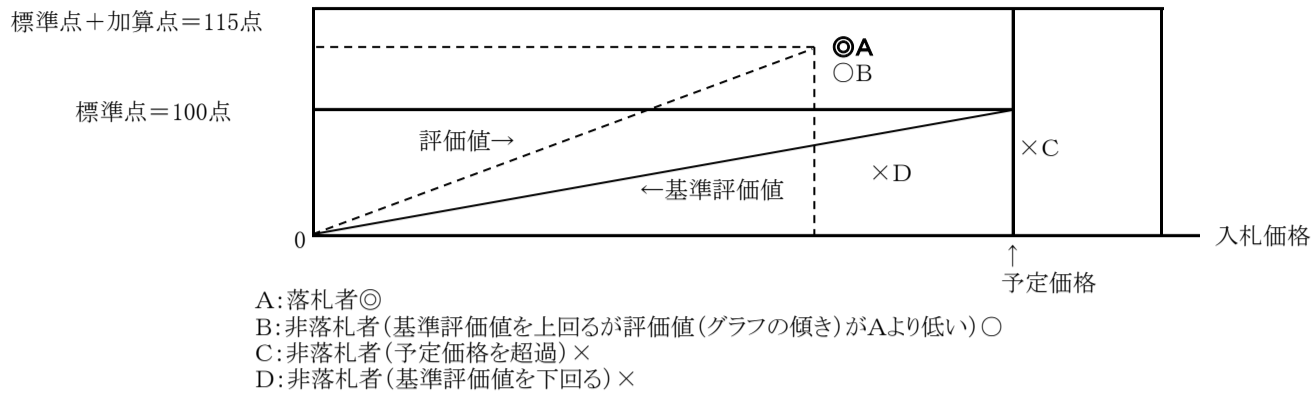 標準点＋加算点＝115点
◎A
○B
標準点＝100点
評価値→
×C
×D
←基準評価値
0
入札価格
↑
予定価格
A：落札者◎
B：非落札者（基準評価値を上回るが評価値（グラフの傾き）がAより低い）○
C：非落札者（予定価格を超過）×
D：非落札者（基準評価値を下回る）×